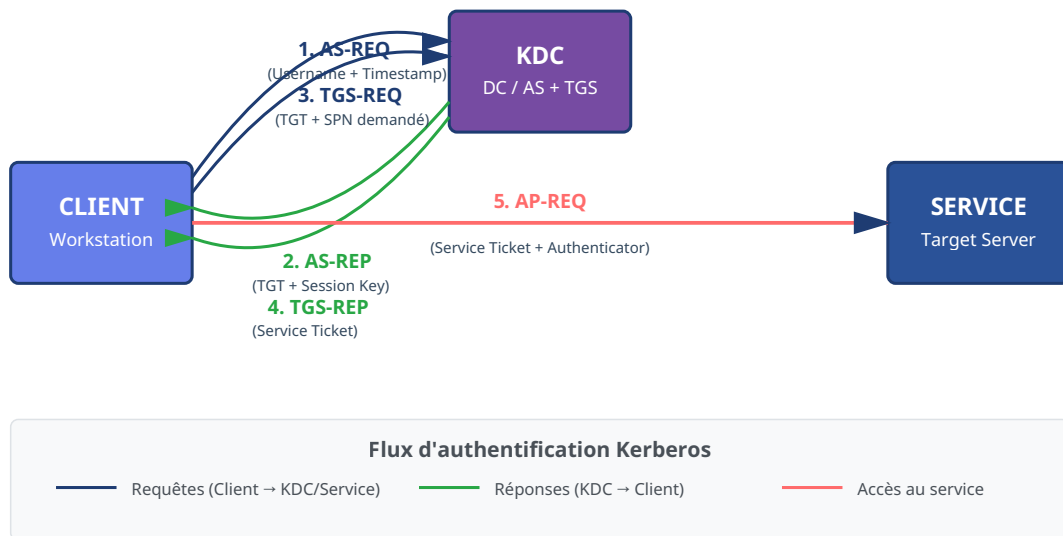 1. AS-REQ
(Username + Timestamp)
3. TGS-REQ
(TGT + SPN demandé)
KDC
DC / AS + TGS
CLIENT
Workstation
5. AP-REQ
(Service Ticket + Authenticator)
SERVICE
Target Server
2. AS-REP
(TGT + Session Key)
4. TGS-REP
(Service Ticket)
Flux d'authentification Kerberos
Requêtes (Client → KDC/Service)
Réponses (KDC → Client)
Accès au service